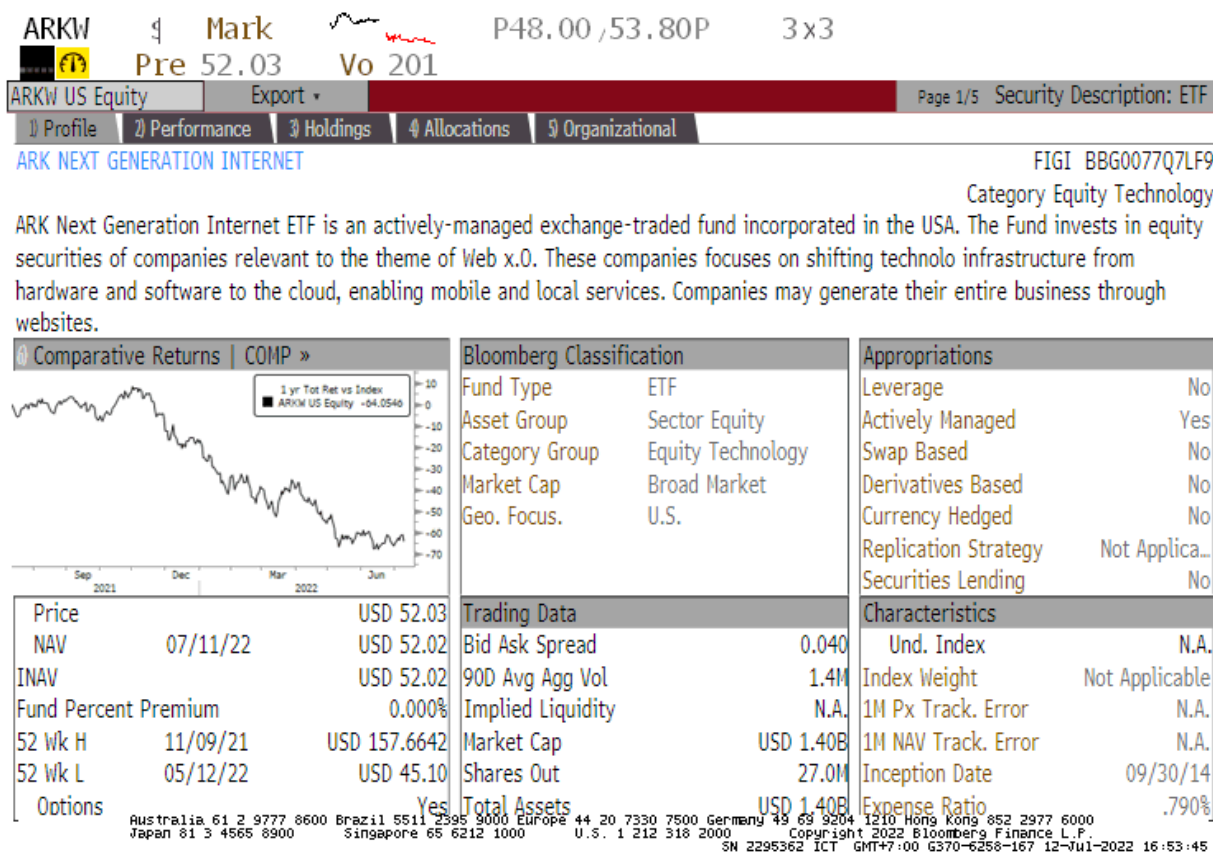 ARKW Mark P48.00 /53.80P 3x3
Pre 52.03 Vo 201
ARKW US Equity Export Page 1/5 Security Description: ETF
1) Profile 2) Performance 3) Holdings 4) Allocations 5) Organizational
ARK NEXT GENERATION INTERNET FIGI BBG0077Q7LF9
Category Equity Technology
ARK Next Generation Internet ETF is an actively-managed exchange-traded fund incorporated in the USA. The Fund invests in equity
securities of companies relevant to the theme of Web x.0. These companies focuses on shifting technolo infrastructure from
hardware and software to the cloud, enabling mobile and local services. Companies may generate their entire business through
websites.
Comparative Returns | COMP » Bloomberg Classification Appropriations
1 yr Tot Ret vs Index
ARKW US Equity -64.0546
10
0
-10
-20
-30
-40
-50
-60
-70
Sep Dec Mar Jun
2021 2022
Fund Type ETF
Asset Group Sector Equity
Category Group Equity Technology
Market Cap Broad Market
Geo. Focus. U.S.
Leverage No
Actively Managed Yes
Swap Based No
Derivatives Based No
Currency Hedged No
Replication Strategy Not Applica...
Securities Lending No
Price USD 52.03
NAV 07/11/22 USD 52.02
INAV USD 52.02
Fund Percent Premium 0.000%
52 Wk H 11/09/21 USD 157.6642
52 Wk L 05/12/22 USD 45.10
Options Yes
Trading Data
Bid Ask Spread 0.040
90D Avg Agg Vol 1.4M
Implied Liquidity N.A.
Market Cap USD 1.40B
Shares Out 27.0M
Total Assets USD 1.40B
Characteristics
Und. Index N.A.
Index Weight Not Applicable
1M Px Track. Error N.A.
1M NAV Track. Error N.A.
Inception Date 09/30/14
Expense Ratio .790%
Australia 61 2 9777 8600 Brazil 5511 2395 9000 Europe 44 20 7330 7500 Germany 49 69 9204 1210 Hong Kong 852 2977 6000
Japan 81 3 4565 8900 Singapore 65 6212 1000 U.S. 1 212 318 2000 Copyright 2022 Bloomberg Finance L.P.
SN 2295362 ICT GMT+7:00 G370-6258-167 12-Jul-2022 16:53:45